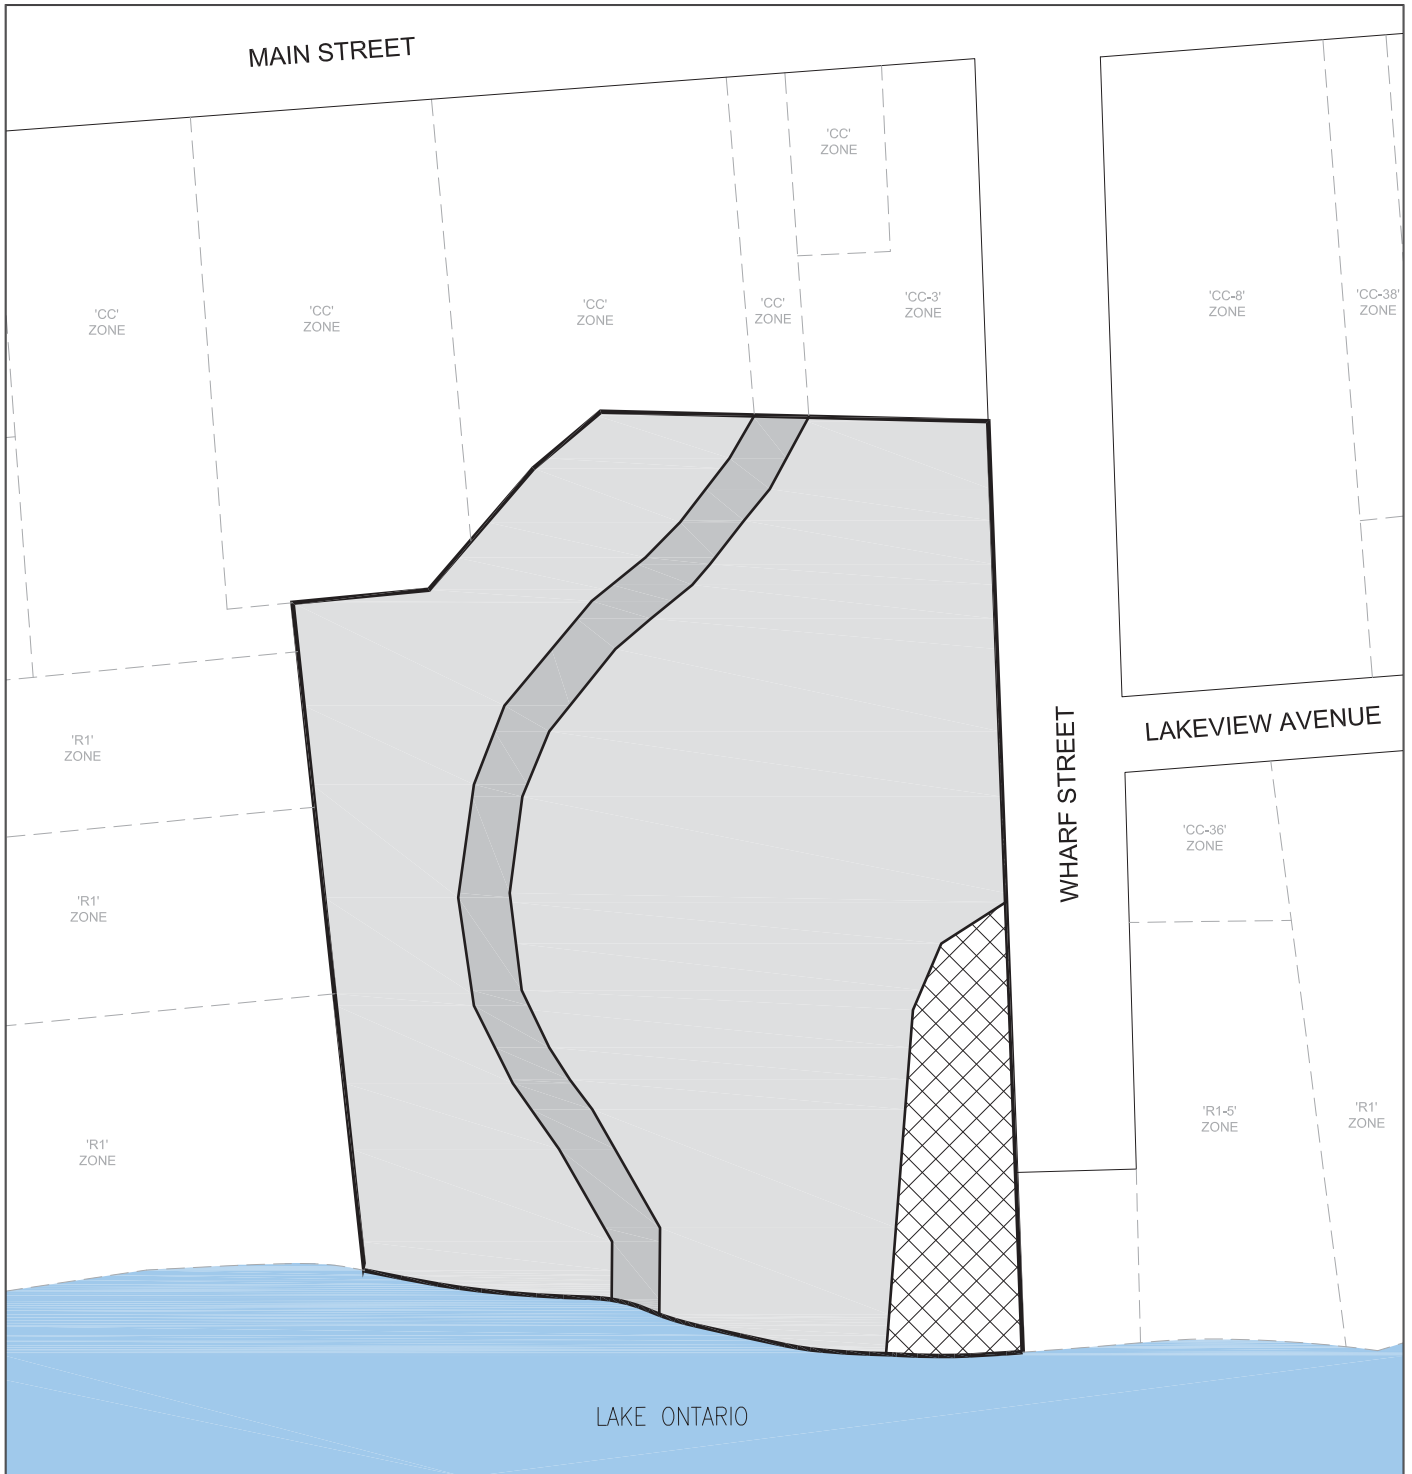 MAIN STREET
'CC'
ZONE
'CC'
ZONE
'CC'
ZONE
'CC'
ZONE
'CC'
ZONE
'CC-3'
ZONE
'CC-8'
ZONE
'CC-38'
ZONE
LAKEVIEW AVENUE
WHARF STREET
'R1'
ZONE
'CC-36'
ZONE
'R1'
ZONE
'R1'
ZONE
'R1-5'
ZONE
'R1'
ZONE
LAKE ONTARIO